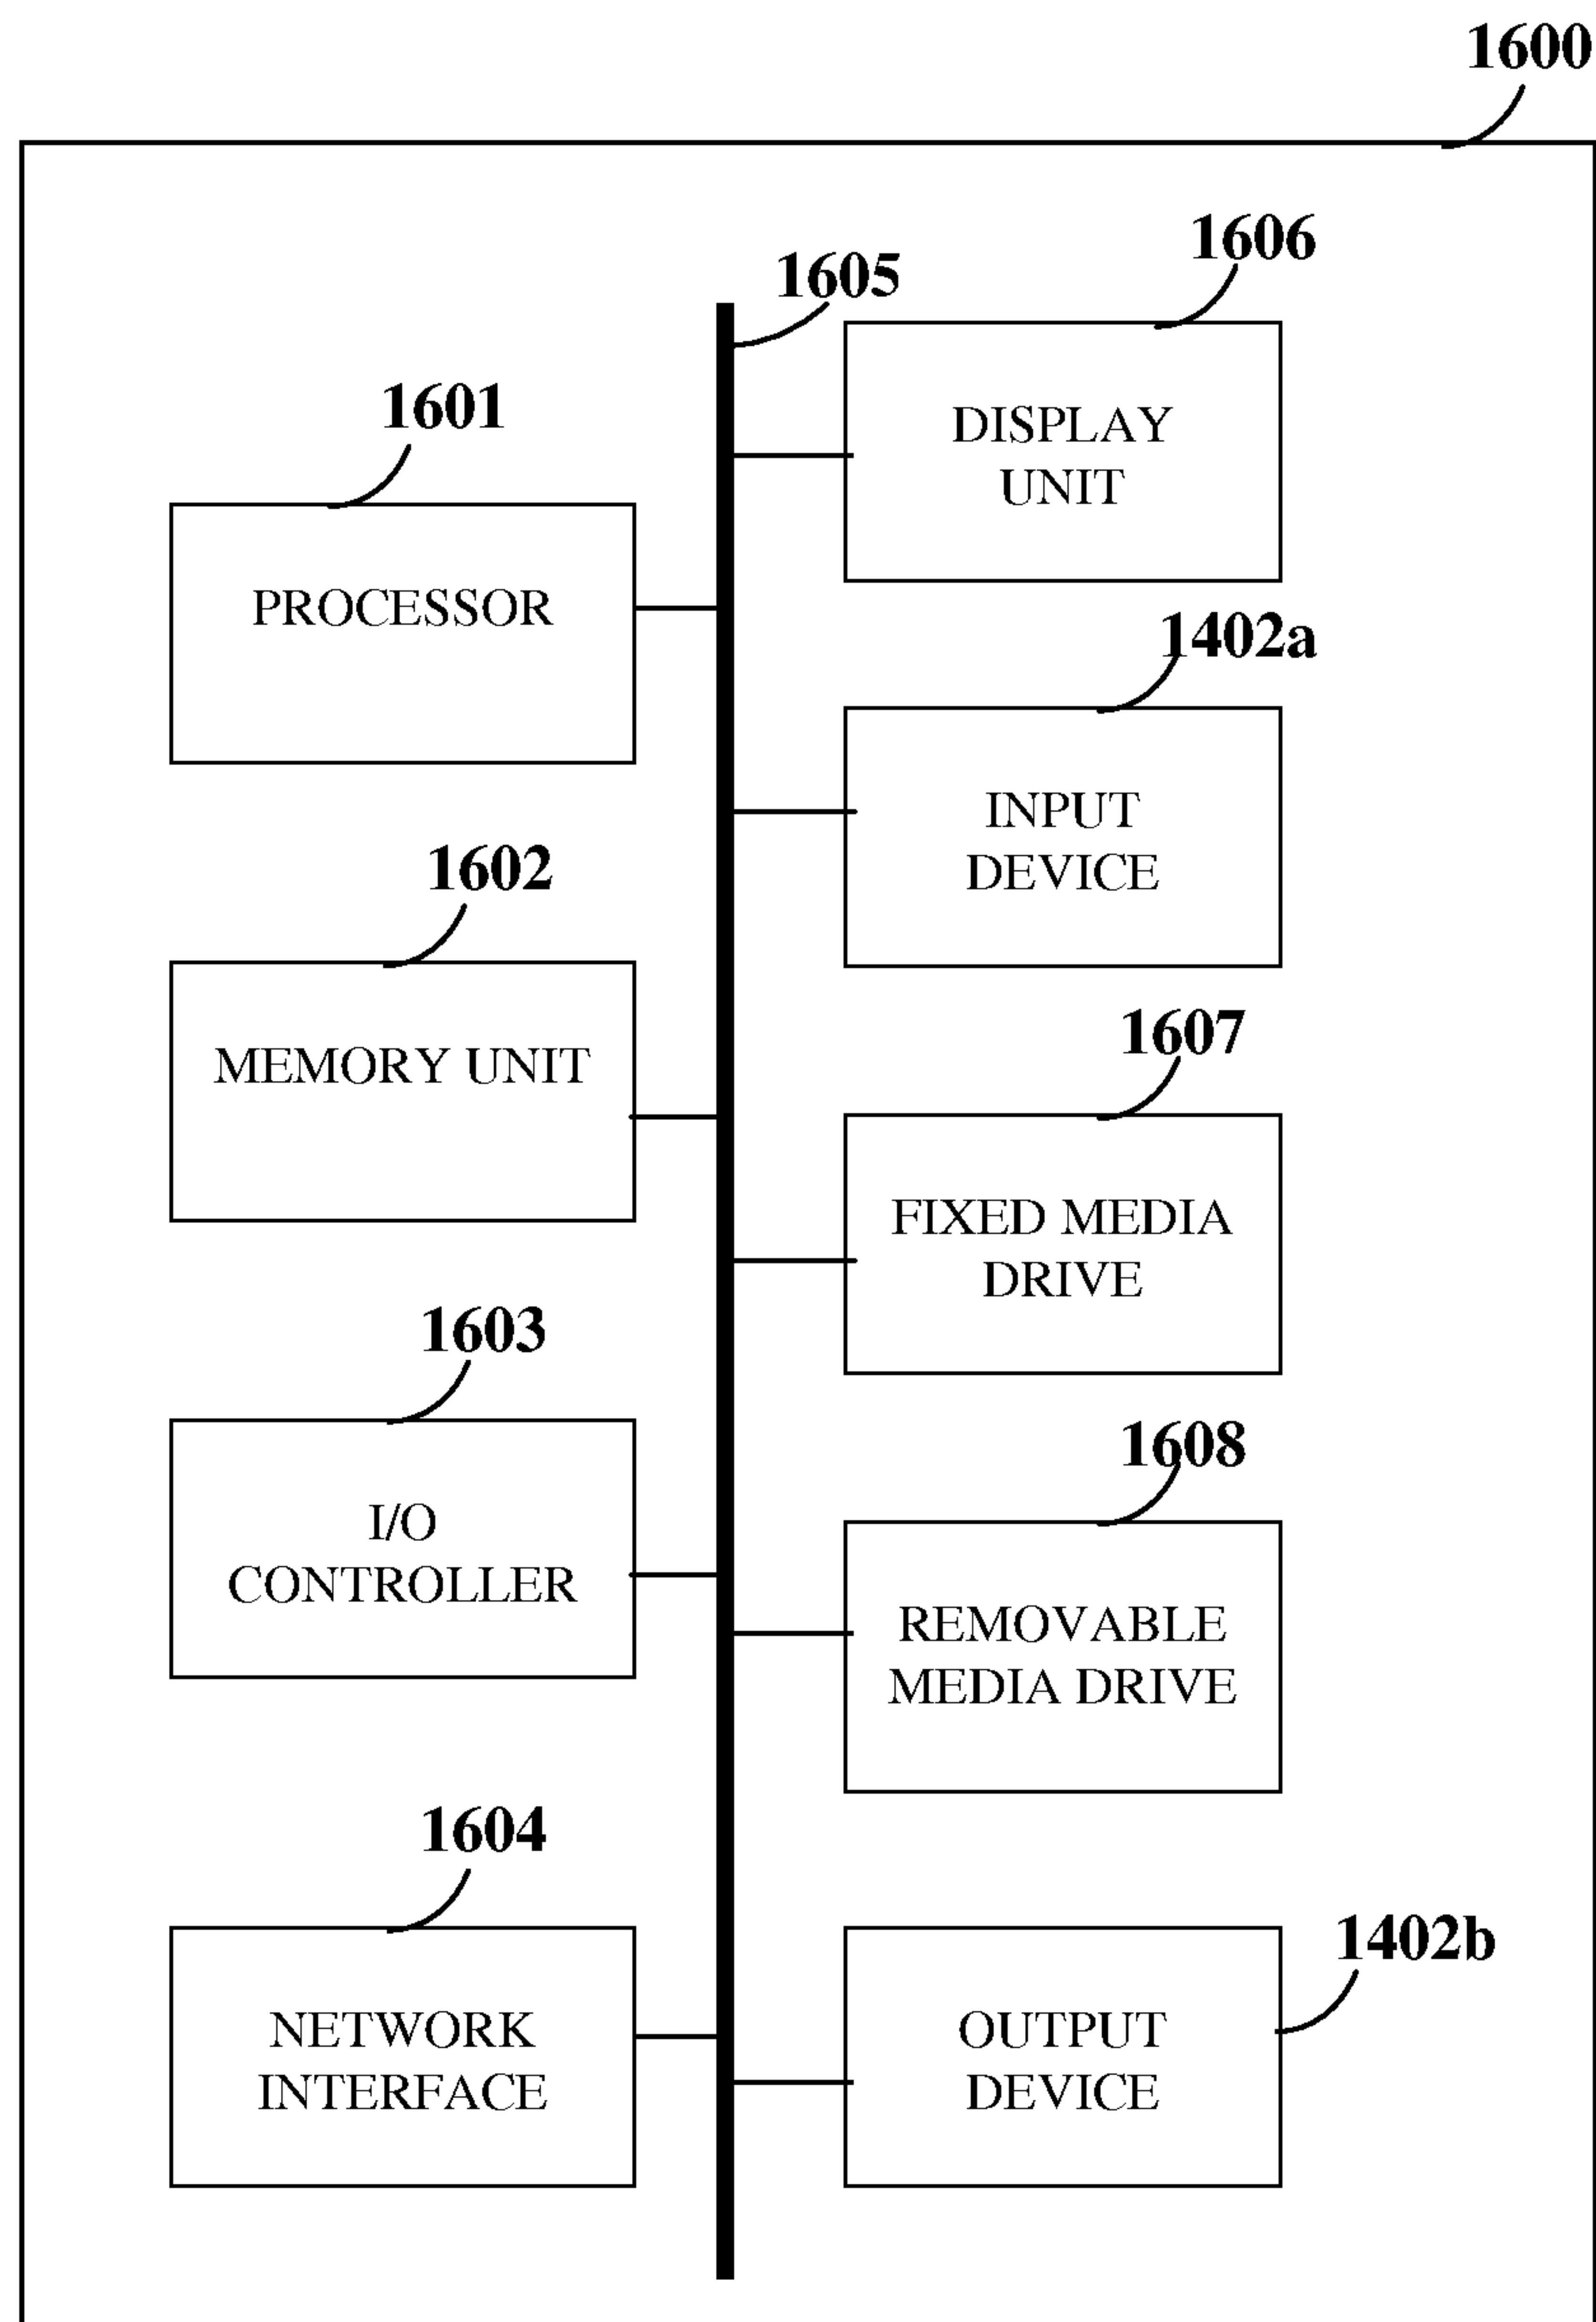 1600
1605
1606
1601
DISPLAY
UNIT
PROCESSOR
1402a
INPUT
DEVICE
1602
MEMORY UNIT
1607
FIXED MEDIA
DRIVE
1603
I/O
CONTROLLER
1608
REMOVABLE
MEDIA DRIVE
1604
NETWORK
INTERFACE
1402b
OUTPUT
DEVICE